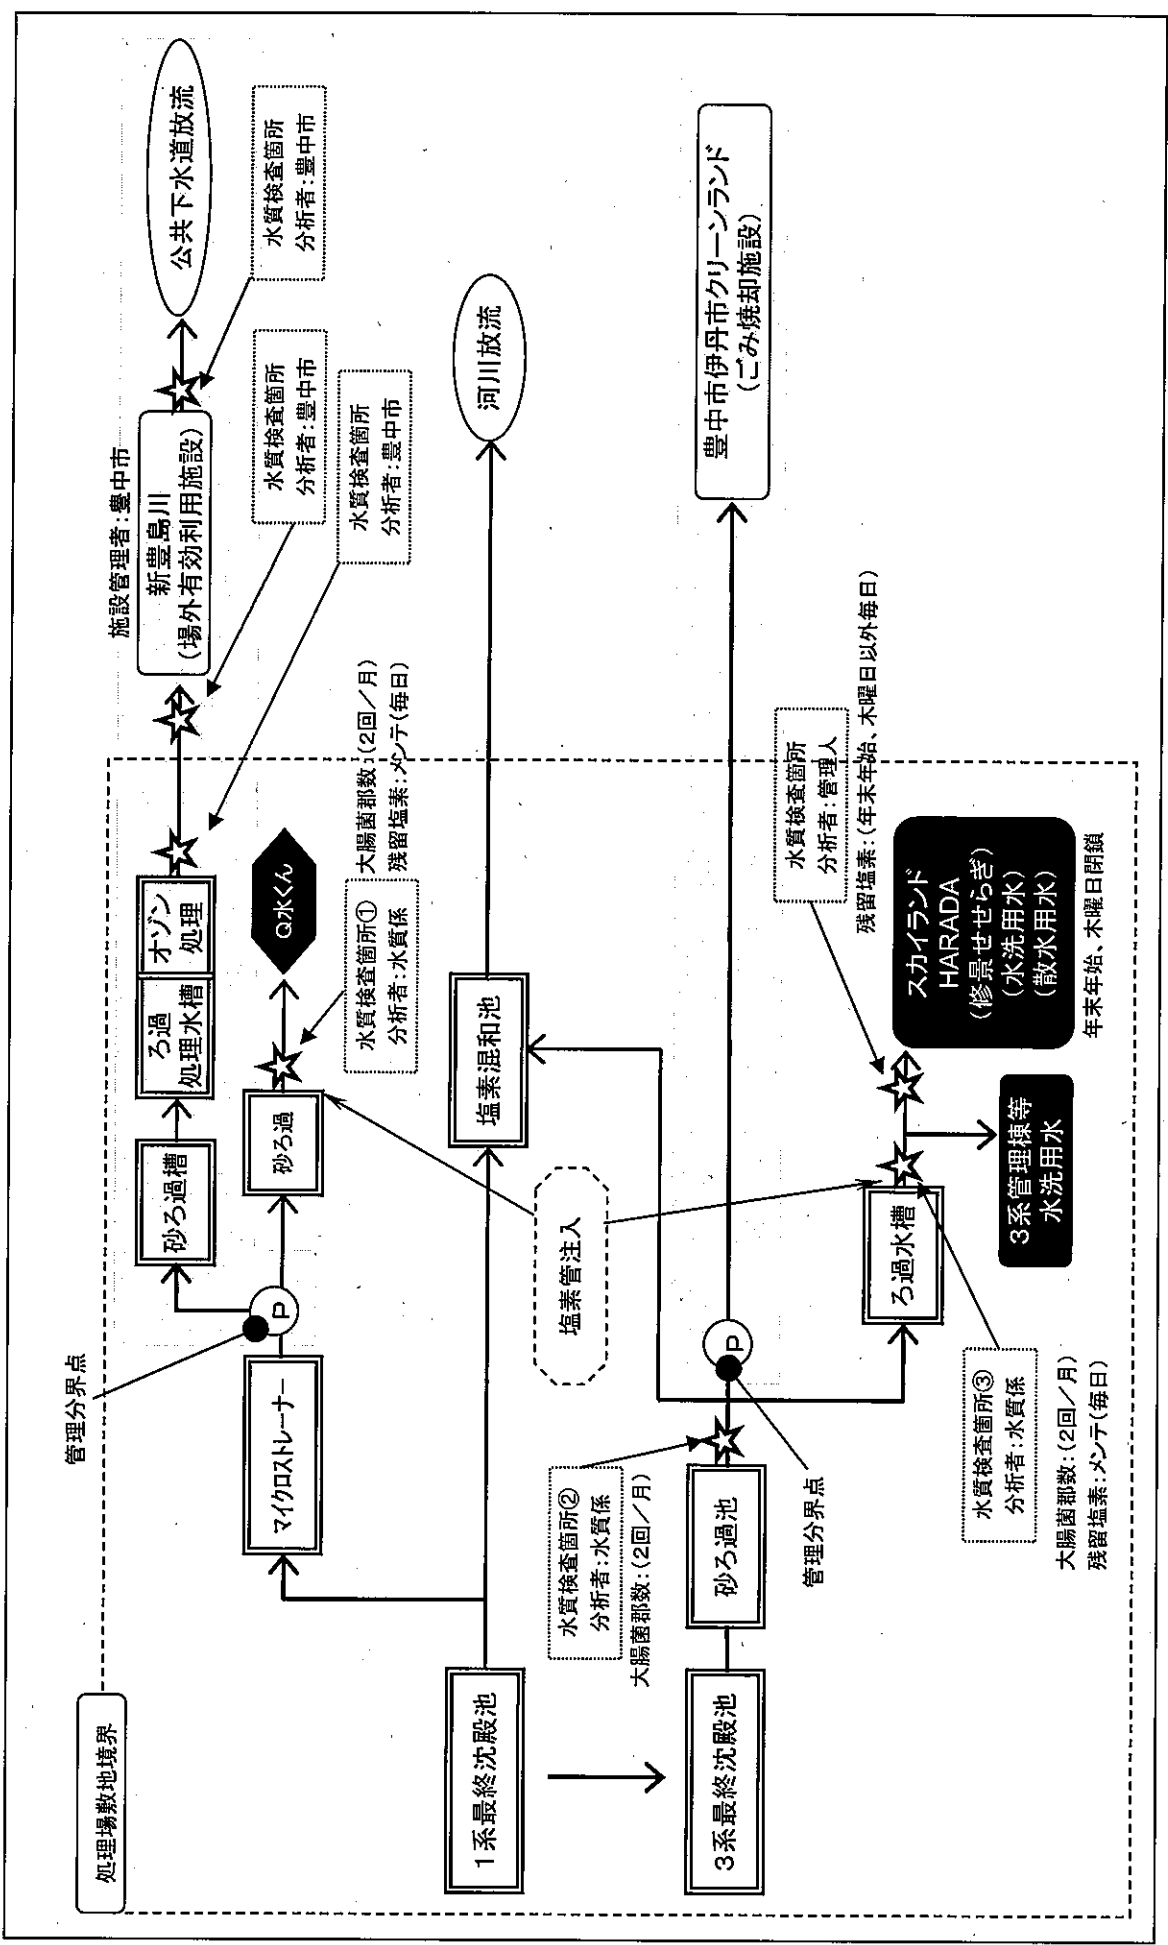 処理場敷地境界
管理分界点
施設管理者:豊中市
砂ろ過槽
ろ過
処理水槽
オゾン
処理
新豊島川
(場外有効利用施設)
公共下水道放流
水質検査箇所
分析者:豊中市
水質検査箇所
分析者:豊中市
水質検査箇所
分析者:豊中市
マイクロストレーナー
P
砂ろ過
Q水くん
水質検査箇所①
分析者:水質係
大腸菌郡数:(2回/月)
残留塩素:メンテ(毎日)
1系最終沈殿池
塩素混和池
河川放流
塩素管注入
水質検査箇所②
分析者:水質係
大腸菌郡数:(2回/月)
3系最終沈殿池
砂ろ過池
P
管理分界点
豊中市伊丹市クリーンランド
(ごみ焼却施設)
水質検査箇所
分析者:管理人
残留塩素:(年末年始、木曜日以外毎日)
ろ過水槽
スカイランド
HARADA
(修景せせらぎ)
(水洗用水)
(散水用水)
年末年始、木曜日閉鎖
3系管理棟等
水洗用水
水質検査箇所③
分析者:水質係
大腸菌郡数:(2回/月)
残留塩素:メンテ(毎日)